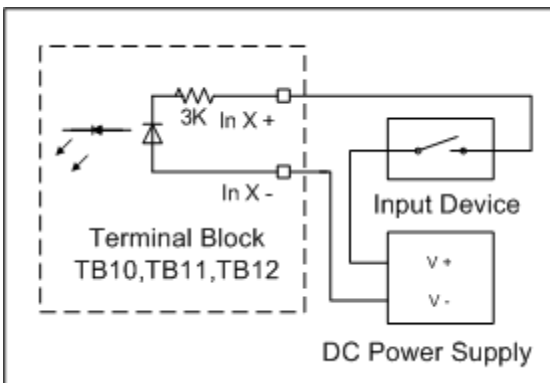 3K
In X +
In X -
Input Device
Terminal Block
TB10,TB11,TB12
V +
V -
DC Power Supply